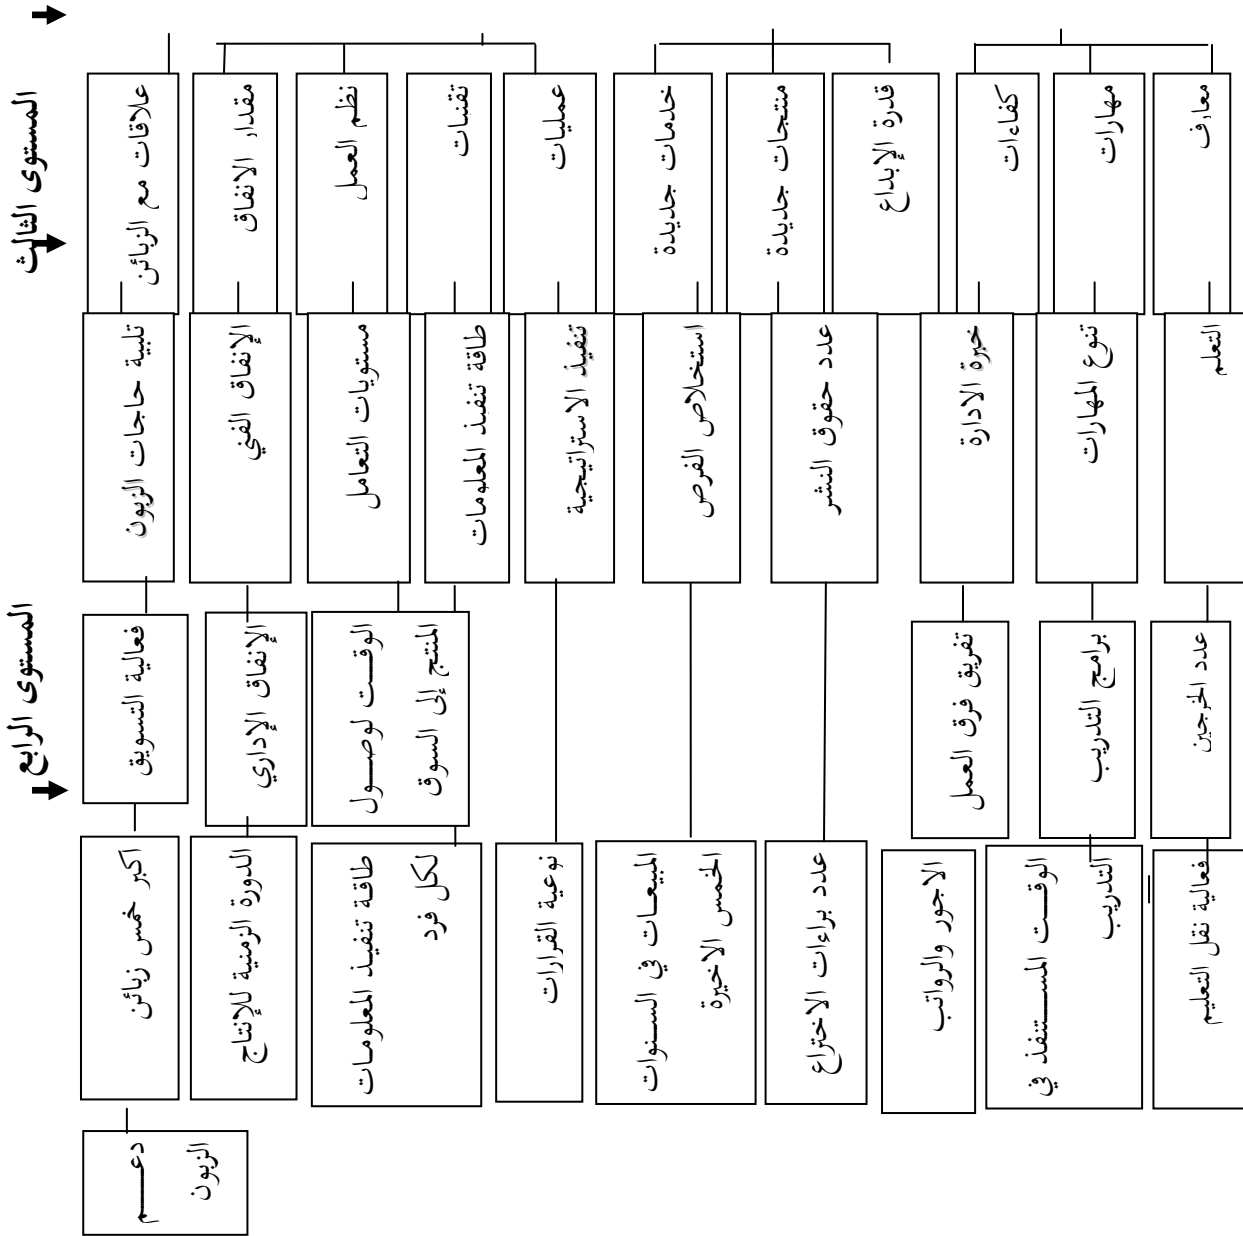 المستوى الثالث
معارف
مهارات
كفاءات
قدرة الإبداع
منتجات جديدة
خدمات جديدة
عمليات
تقنيات
نظم العمل
مقدار الانفاق
علاقات مع الزبائن
التعلم
تنوع المهارات
خبرة الادارة
عدد حقوق النشر
استخلاص الفرص
تنفيذ الاستراتيجية
طاقة تنفيذ المعلومات
مستويات التعامل
الإنفاق الفني
تلبية حاجات الزبون
المستوى الرابع
عدد الخرجين
برامج التدريب
تفريق فرق العمل
الوقت لوصول
المنتج إلى السوق
الإنفاق الإداري
فعالية التسويق
فعالية نقل التعليم
الوقت المستنفذ في
التدريب
الاجور والرواتب
عدد براءات الاختراع
المبيعات في السنوات
الخمس الاخيرة
نوعية القرارات
طاقة تنفيذ المعلومات
لكل فرد
الدورة الزمنية للإنتاج
اكبر خمس زبائن
دعم
الزبون